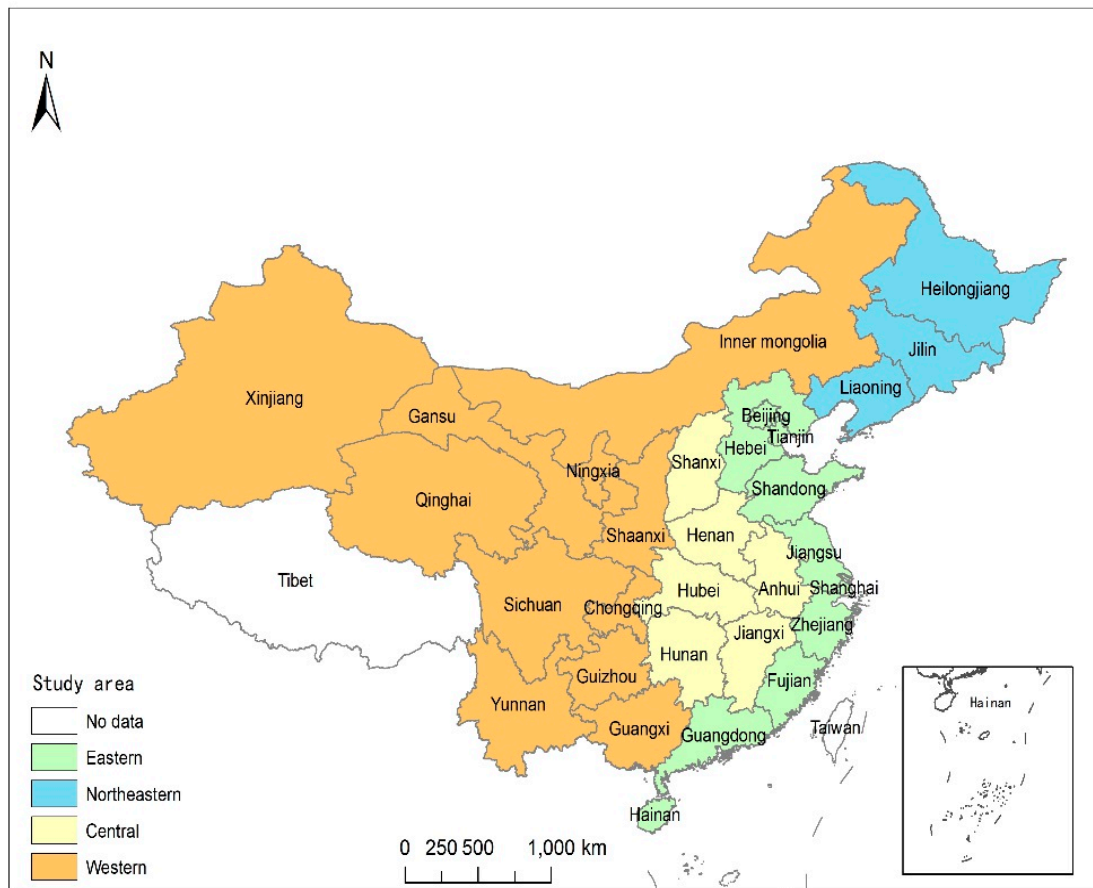 N
Heilongjiang
Jilin
Inner mongolia
Liaoning
Xinjiang
Gansu
Beijing
Tianjin
Hebei
Shanxi
Ningxia
Shandong
Qinghai
Shaanxi
Henan
Jiangsu
Tibet
Hubei
Anhui
Shanghai
Sichuan
Chongqing
Zhejiang
Jiangxi
Hunan
Guizhou
Fujian
Yunnan
Guangxi
Guangdong
Taiwan
Hainan
Hainan
Study area
No data
Eastern
Northeastern
Central
Western
0 250 500 1,000 km